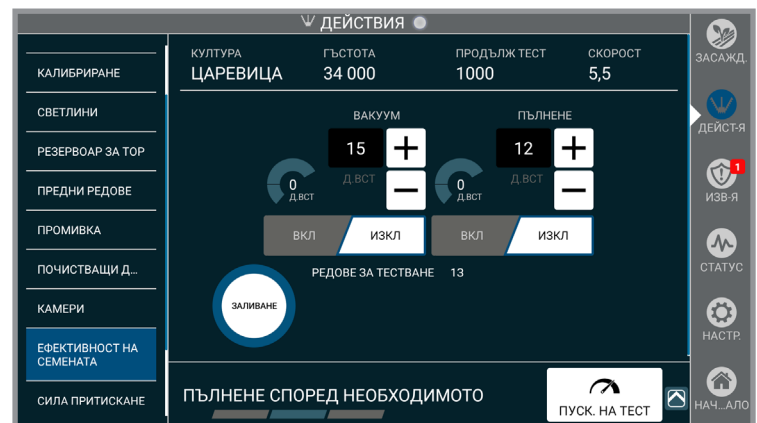 ДЕЙСТВИЯ
КАЛИБРИРАНЕ
СВЕТЛИНИ
РЕЗЕРВОАР ЗА ТОР
ПРЕДНИ РЕДОВЕ
ПРОМИВКА
ПОЧИСТВАЩИ Д...
КАМЕРИ
ЕФЕКТИВНОСТ НА
СЕМЕНАТА
СИЛА ПРИТИСКАНЕ
КУЛТУРА ГЪСТОТА ПРОДЪЛЖ ТЕСТ СКОРОСТ
ЦАРЕВИЦА 34 000 1000 5,5
ВАКУУМ ПЪЛНЕНЕ
15 + 12 +
Д.ВСТ Д.ВСТ
0 − 0 −
Д.ВСТ Д.ВСТ
ВКЛ ИЗКЛ ВКЛ ИЗКЛ
РЕДОВЕ ЗА ТЕСТВАНЕ 13
ЗАЛИВАНЕ
ПЪЛНЕНЕ СПОРЕД НЕОБХОДИМОТО
ПУСК. НА ТЕСТ
ЗАСАЖД.
ДЕЙСТ-Я
1
ИЗВ-Я
СТАТУС
НАСТР.
НАЧ...АЛО